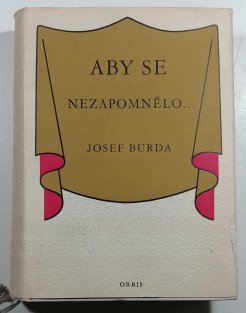 ABY SE
NEZAPOMNĚLO...
JOSEF BURDA
ORBIS